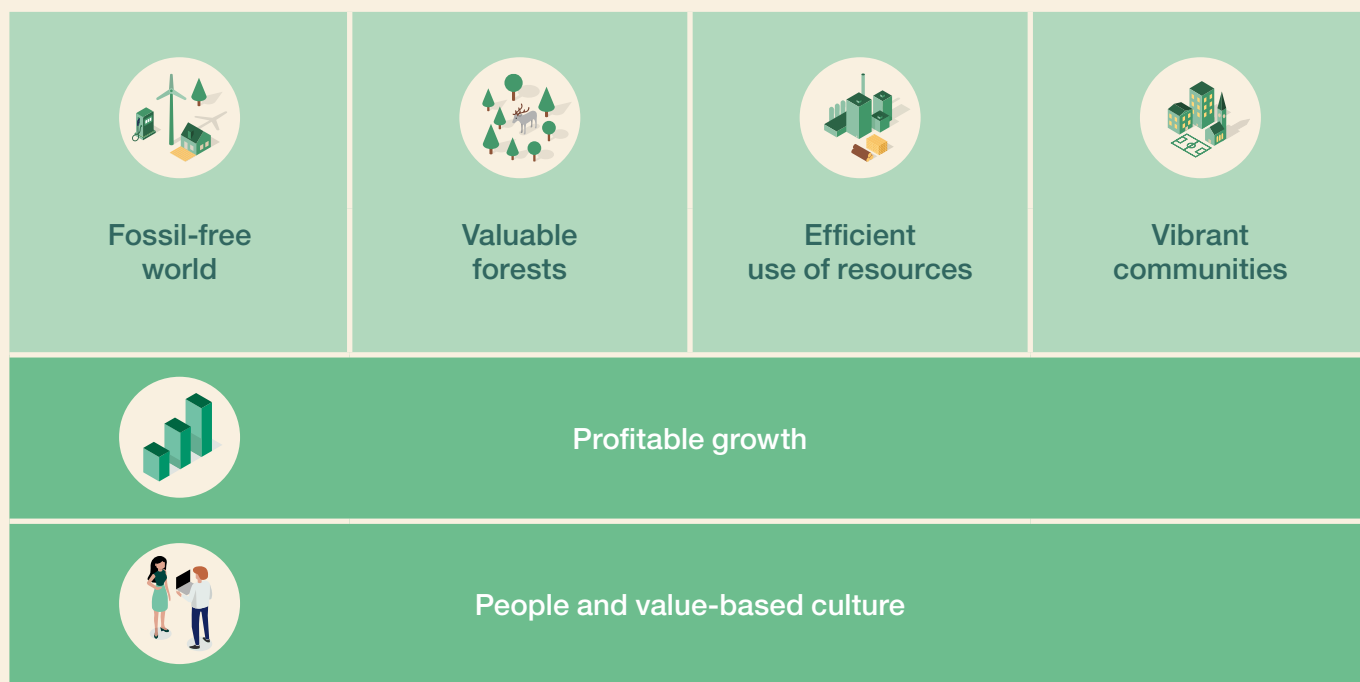 Fossil-free
world
Valuable
forests
Efficient
use of resources
Vibrant
communities
Profitable growth
People and value-based culture